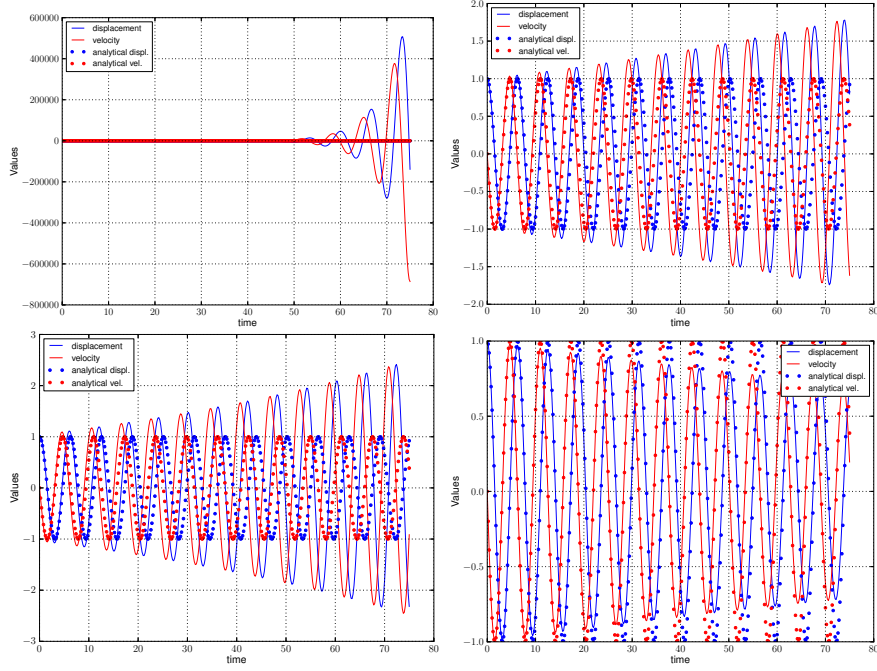 600000
400000
200000
0
−200000
−400000
−600000
−800000
Values
0 10 20 30 40 50 60 70 80
time
displacement
velocity
analytical displ.
analytical vel.
2.0
1.5
1.0
0.5
0.0
−0.5
−1.0
−1.5
−2.0
Values
0 10 20 30 40 50 60 70 80
time
displacement
velocity
analytical displ.
analytical vel.
3
2
1
0
−1
−2
−3
Values
0 10 20 30 40 50 60 70 80
time
displacement
velocity
analytical displ.
analytical vel.
1.0
0.5
0.0
−0.5
−1.0
Values
0 10 20 30 40 50 60 70 80
time
displacement
velocity
analytical displ.
analytical vel.